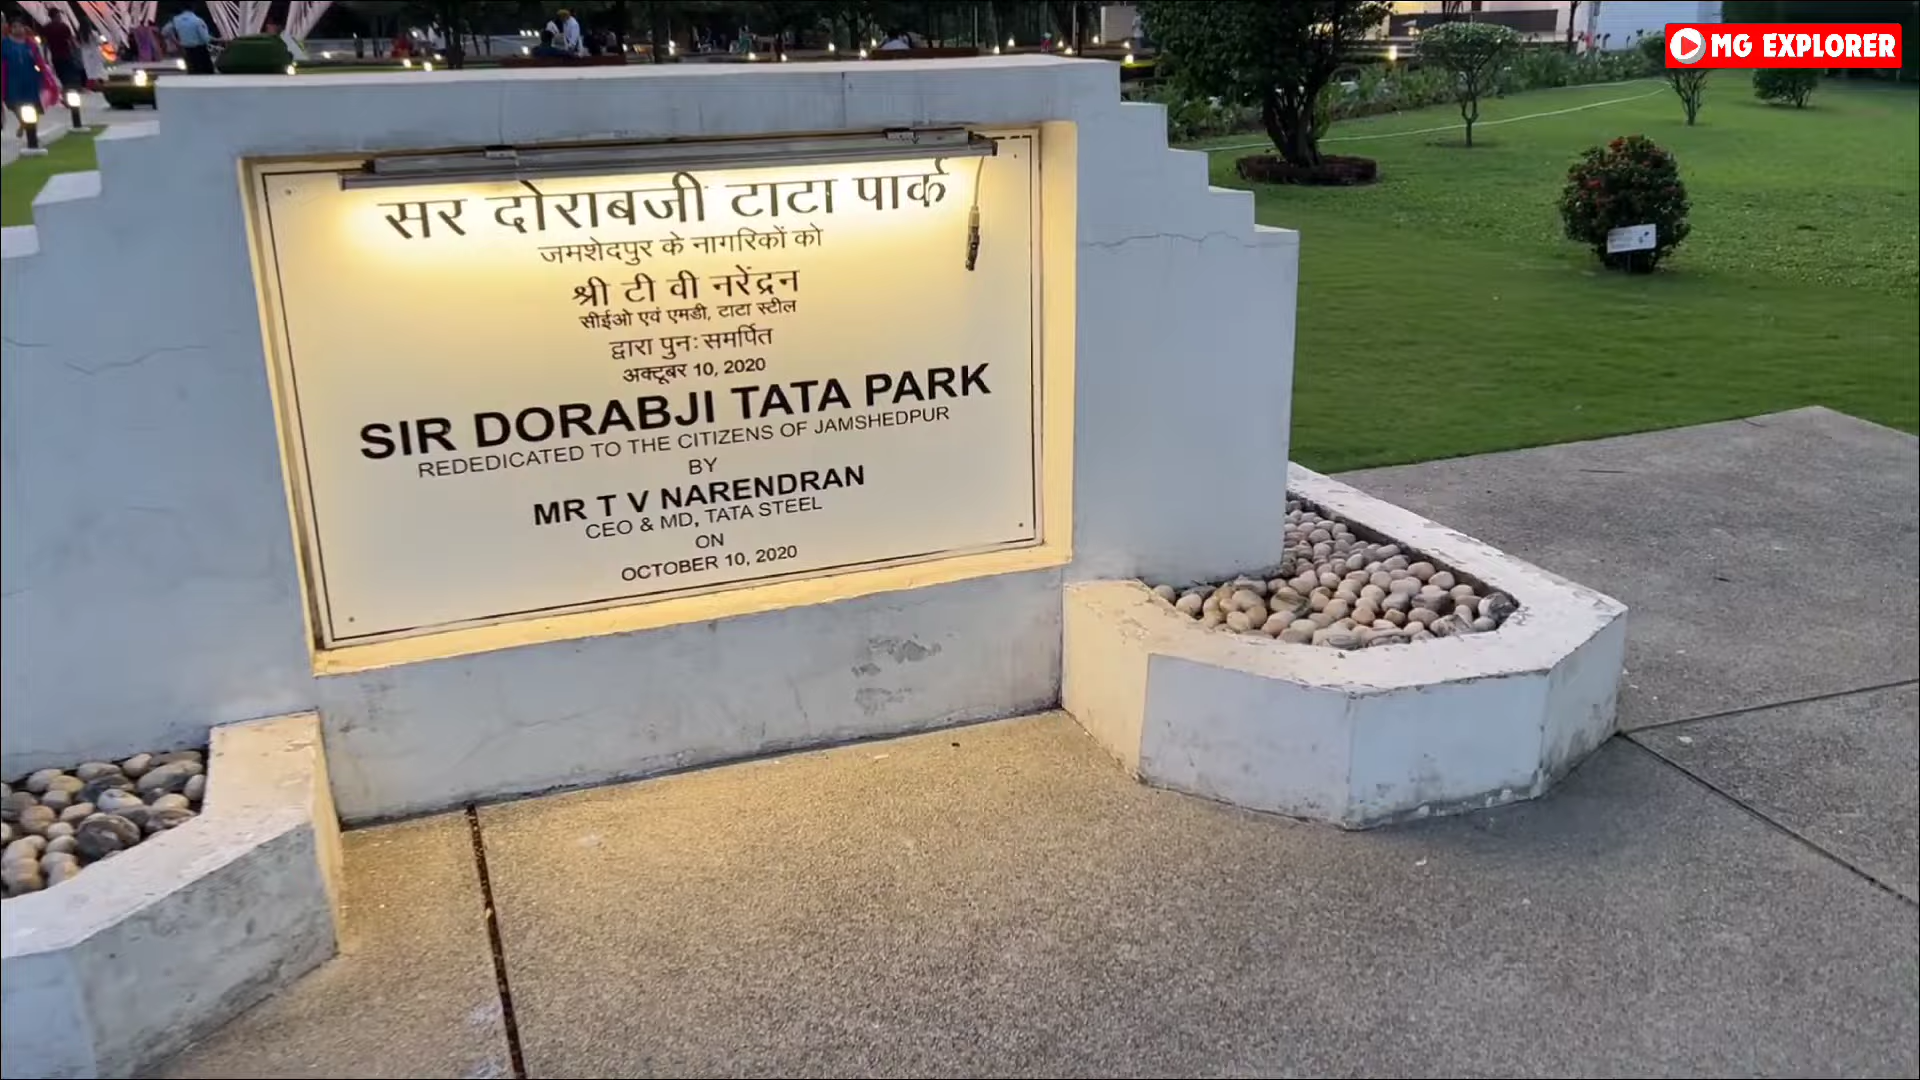 MG EXPLORER
सर दोराबजी टाटा पार्क
जमशेदपुर के नागरिकों को
श्री टी वी नरेंद्रन
सीईओ एवं एमडी, टाटा स्टील
द्वारा पुनः समर्पित
अक्टूबर 10, 2020
SIR DORABJI TATA PARK
REDEDICATED TO THE CITIZENS OF JAMSHEDPUR
BY
MR T V NARENDRAN
CEO & MD, TATA STEEL
ON
OCTOBER 10, 2020